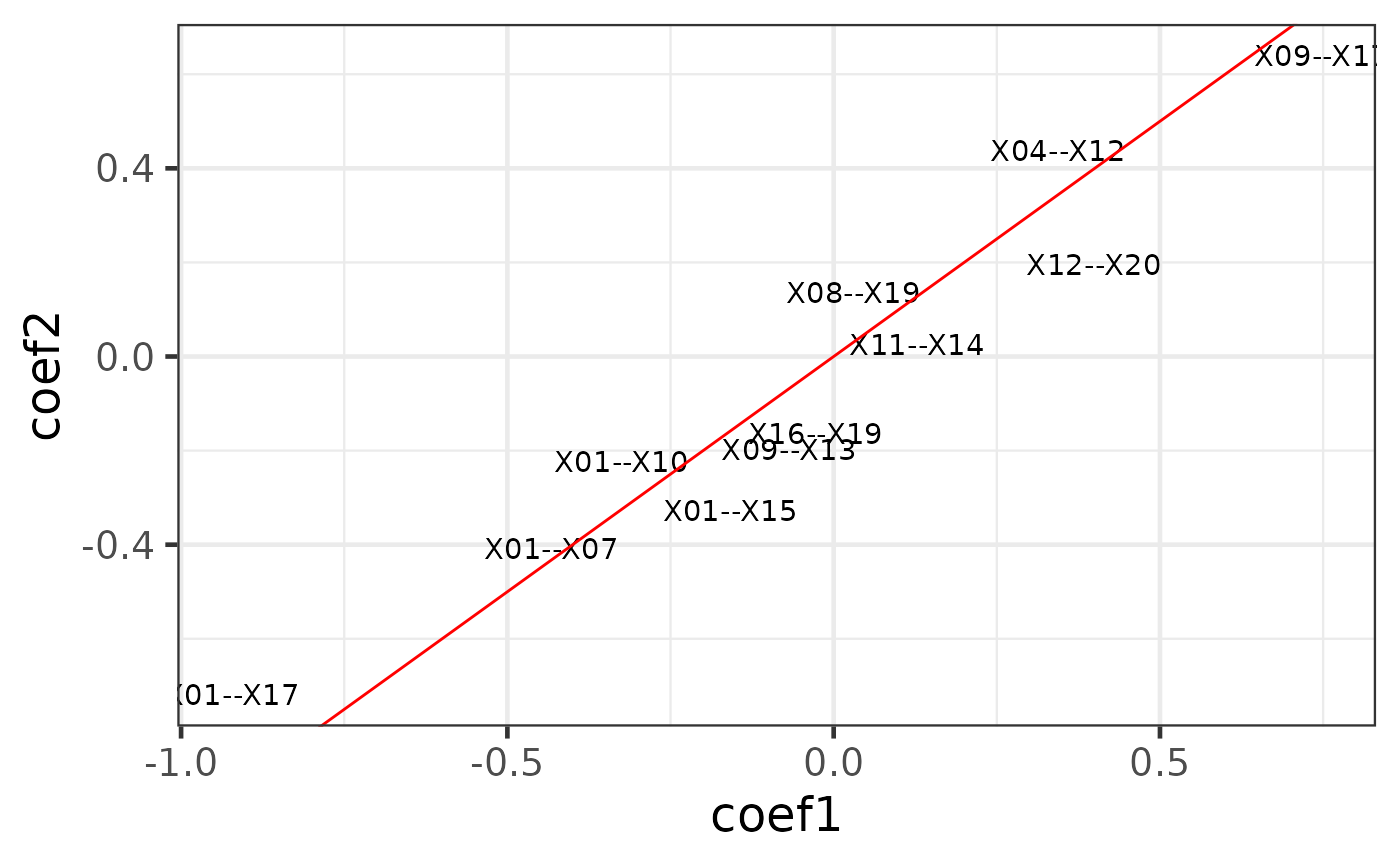 X09--X17
X04--X12
0.4
X12--X20
X08--X19
X11--X14
0.0
coef2
X16--X19
X09--X13
X01--X10
X01--X15
-0.4
X01--X07
X01--X17
-1.0 -0.5 0.0 0.5
coef1